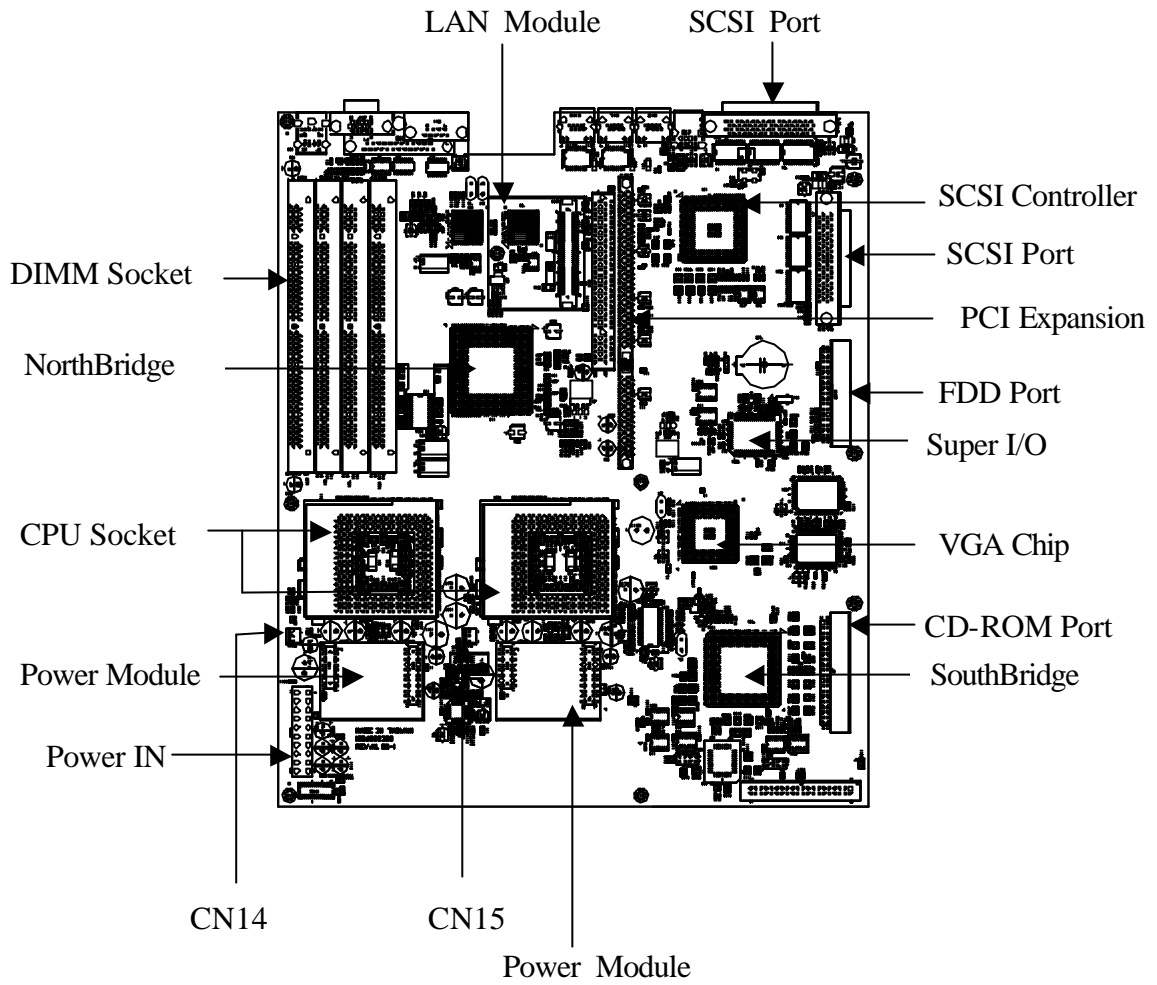 LAN Module
SCSI Port
SCSI Controller
DIMM Socket
SCSI Port
PCI Expansion
NorthBridge
FDD Port
Super I/O
CPU Socket
VGA Chip
CD-ROM Port
Power Module
SouthBridge
Power IN
CN14
CN15
Power Module